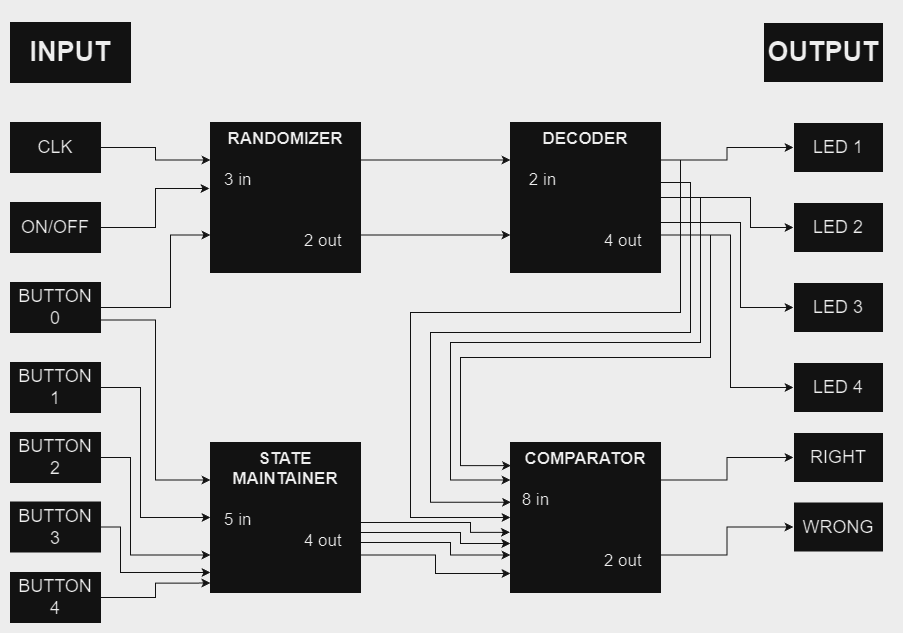 INPUT
OUTPUT
CLK
ON/OFF
BUTTON
0
BUTTON
1
BUTTON
2
BUTTON
3
BUTTON
4
RANDOMIZER
3 in
2 out
DECODER
2 in
4 out
STATE
MAINTAINER
5 in
4 out
COMPARATOR
8 in
2 out
LED 1
LED 2
LED 3
LED 4
RIGHT
WRONG